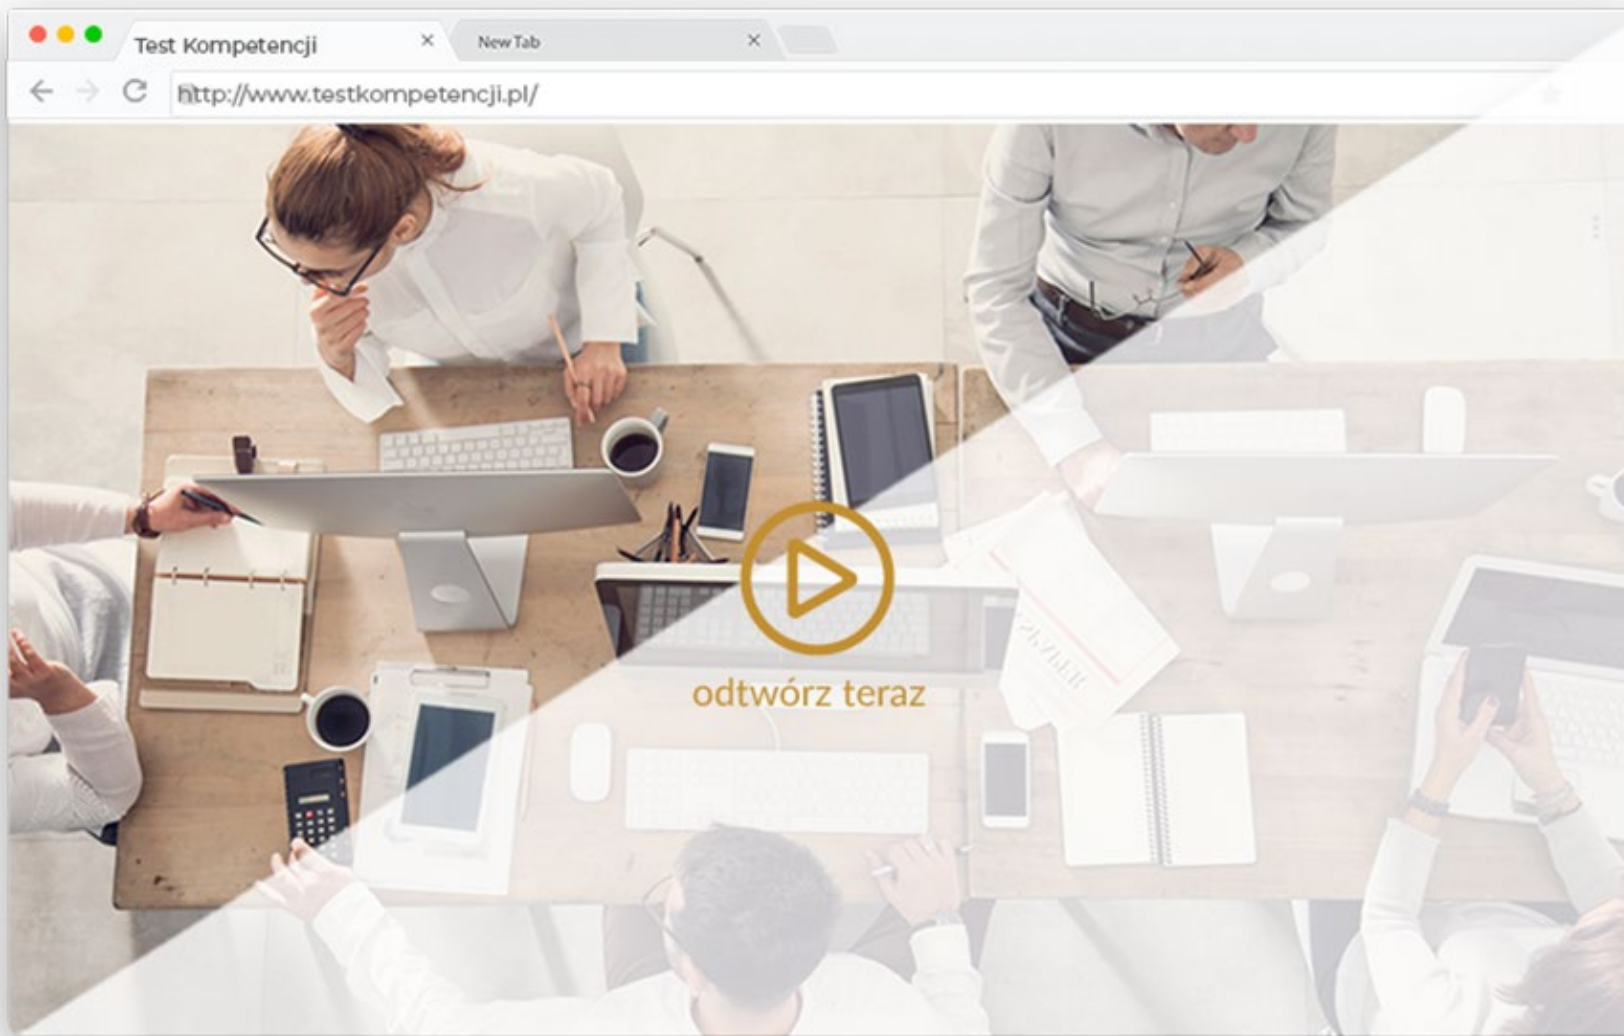 Test Kompetencji
New Tab
http://www.testkompetencji.pl/
odtwórz teraz